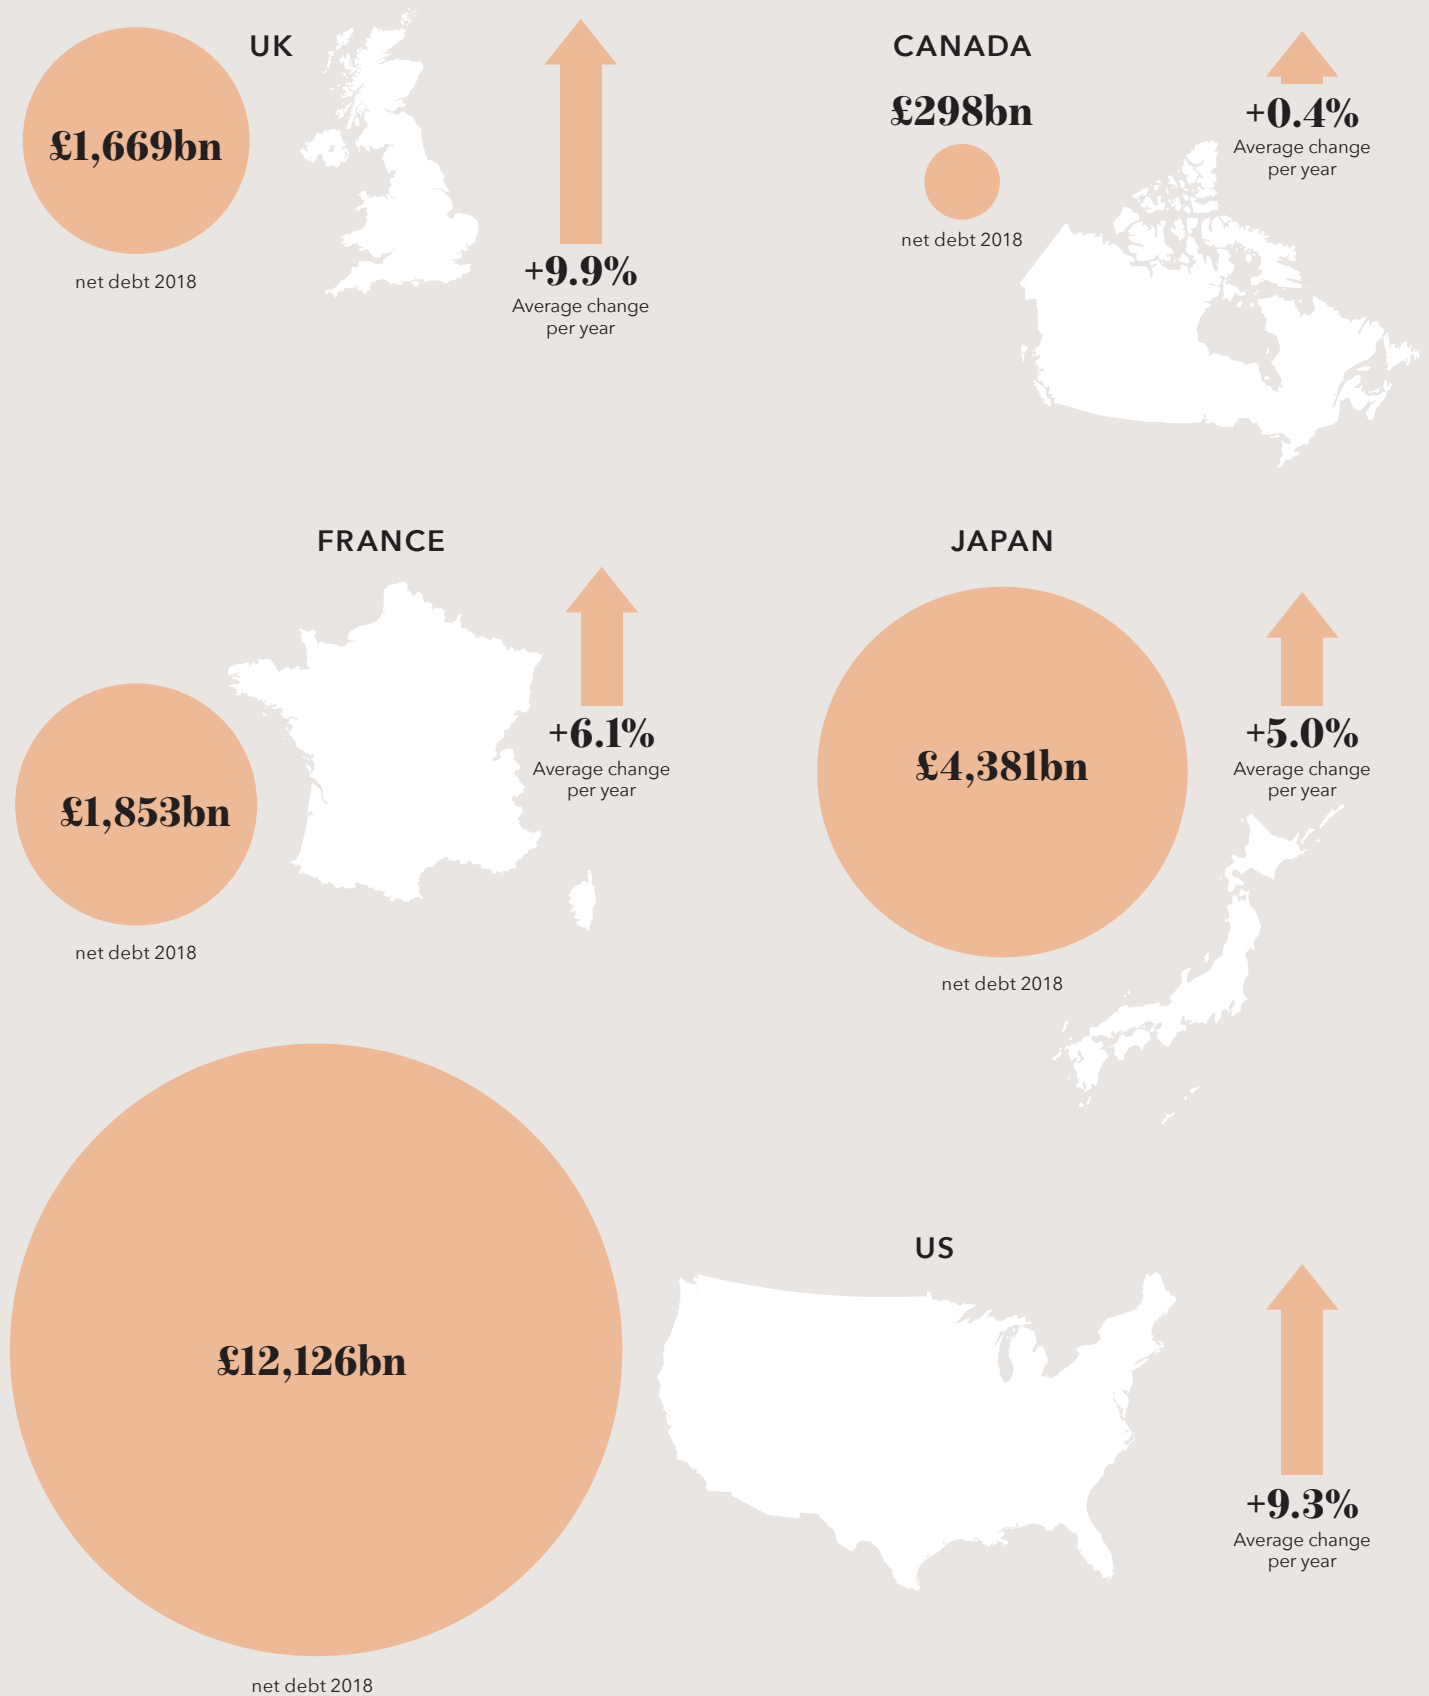 UK
£1,669bn
net debt 2018
+9.9%
Average change
per year
CANADA
£298bn
net debt 2018
+0.4%
Average change
per year
FRANCE
£1,853bn
net debt 2018
+6.1%
Average change
per year
JAPAN
£4,381bn
net debt 2018
+5.0%
Average change
per year
US
£12,126bn
net debt 2018
+9.3%
Average change
per year